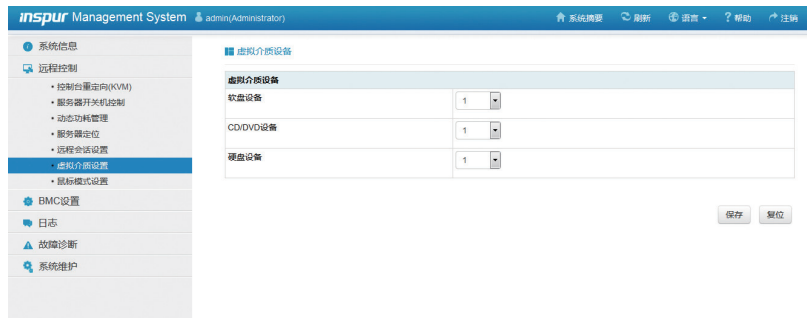 inspur Management System admin(Administrator) 系统摘要 刷新 语言 帮助 注销
系统信息
远程控制
• 控制台重定向(KVM)
• 服务器开关机控制
• 动态功耗管理
• 服务器定位
• 远程会话设置
• 虚拟介质设置
• 鼠标模式设置
BMC设置
日志
故障诊断
系统维护
虚拟介质设备
虚拟介质设备
软盘设备 1
CD/DVD设备 1
硬盘设备 1
保存 复位